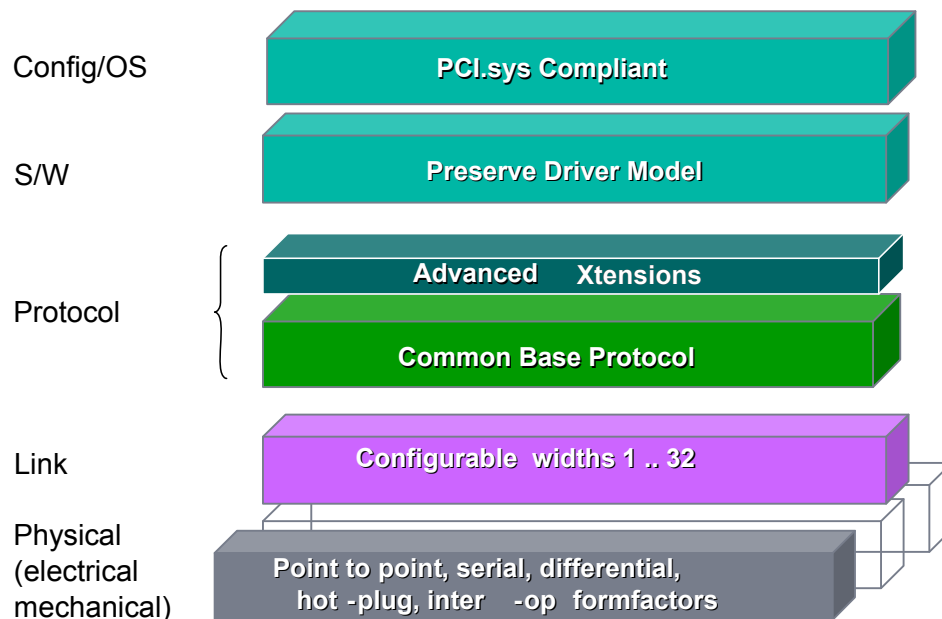 Config/OS
PCI.sys Compliant
S/W
Preserve Driver Model
Advanced Xtensions
Protocol
Common Base Protocol
Link
Configurable widths 1 .. 32
Physical
(electrical
mechanical)
Point to point, serial, differential,
hot -plug, inter -op formfactors